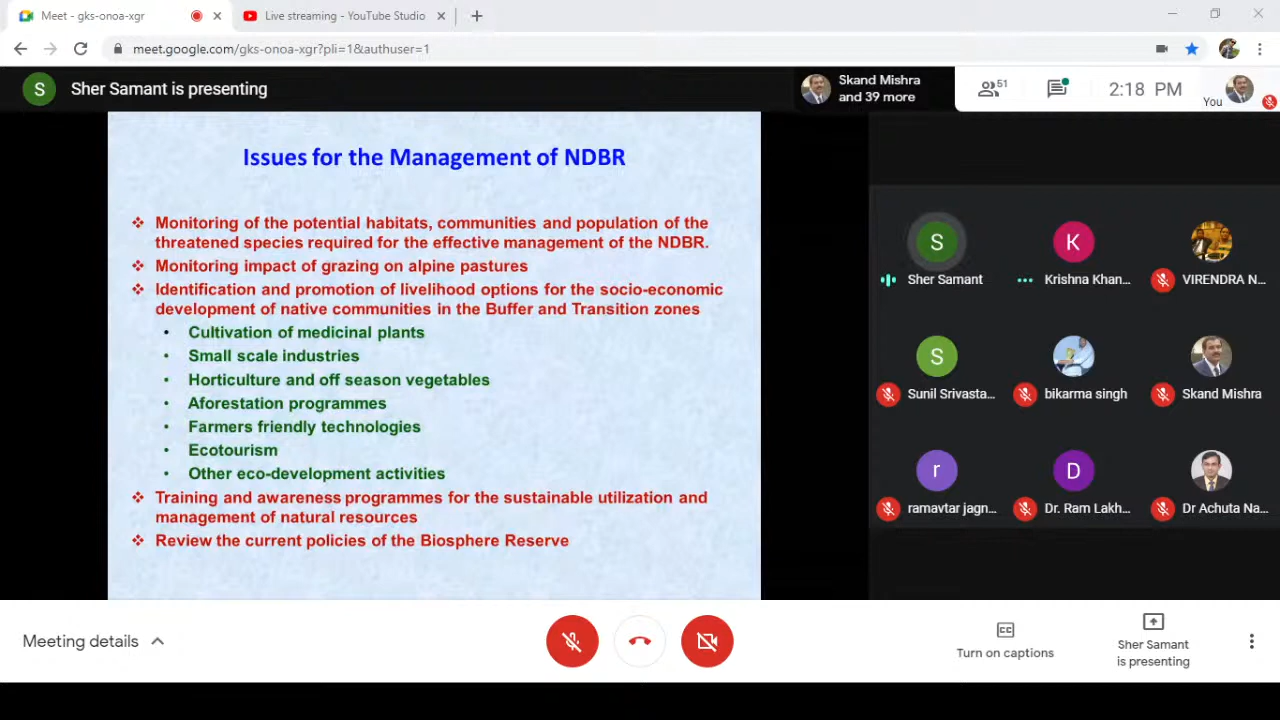 Meet - gks-onoa-xgr
Live streaming - YouTube Studio
meet.google.com/gks-onoa-xgr?pli=1&authuser=1
S
Sher Samant is presenting
Skand Mishra
and 39 more
51
2:18 PM
You
Issues for the Management of NDBR
❖ Monitoring of the potential habitats, communities and population of the
threatened species required for the effective management of the NDBR.
❖ Monitoring impact of grazing on alpine pastures
❖ Identification and promotion of livelihood options for the socio-economic
development of native communities in the Buffer and Transition zones
• Cultivation of medicinal plants
• Small scale industries
• Horticulture and off season vegetables
• Aforestation programmes
• Farmers friendly technologies
• Ecotourism
• Other eco-development activities
❖ Training and awareness programmes for the sustainable utilization and
management of natural resources
❖ Review the current policies of the Biosphere Reserve
S
K
Sher Samant
Krishna Khan...
VIRENDRA N...
S
Sunil Srivasta...
bikarma singh
Skand Mishra
r
D
ramavtar jagn...
Dr. Ram Lakh...
Dr Achuta Na...
Meeting details
CC
Turn on captions
Sher Samant
is presenting